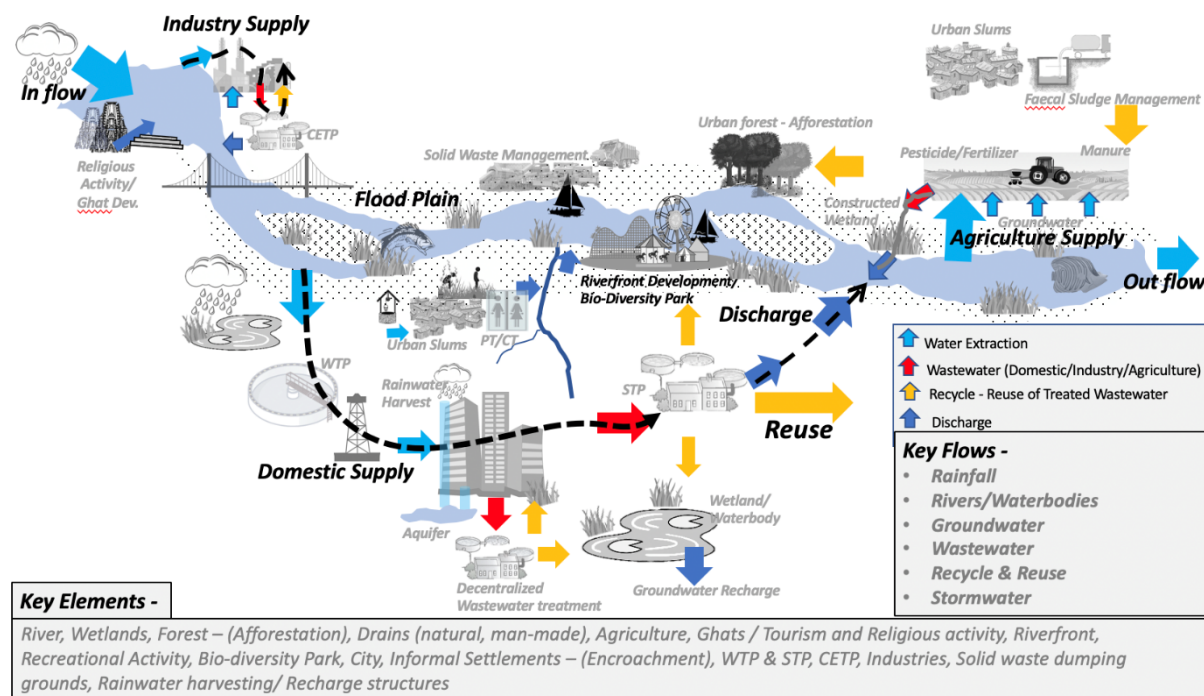 Industry Supply
In flow
CETP
Religious
Activity/
Ghat Dev.
Solid Waste Management
Flood Plain
Urban forest - Afforestation
Urban Slums
Faecal Sludge Management
Pesticide/Fertilizer
Manure
Constructed
Wetland
Groundwater
Agriculture Supply
Out flow
Riverfront Development/
Bio-Diversity Park
Discharge
Urban Slums
PT/CT
WTP
Rainwater
Harvest
STP
Reuse
Domestic Supply
Aquifer
Wetland/
Waterbody
Decentralized
Wastewater treatment
Groundwater Recharge
Water Extraction
Wastewater (Domestic/Industry/Agriculture)
Recycle - Reuse of Treated Wastewater
Discharge
Key Flows -
• Rainfall
• Rivers/Waterbodies
• Groundwater
• Wastewater
• Recycle & Reuse
• Stormwater
Key Elements -
River, Wetlands, Forest – (Afforestation), Drains (natural, man-made), Agriculture, Ghats / Tourism and Religious activity, Riverfront,
Recreational Activity, Bio-diversity Park, City, Informal Settlements – (Encroachment), WTP & STP, CETP, Industries, Solid waste dumping
grounds, Rainwater harvesting/ Recharge structures